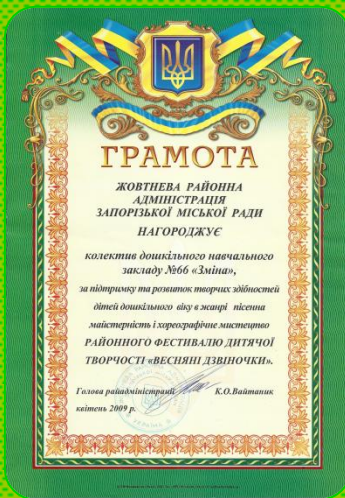 ГРАМОТА
ЖОВТНЕВА РАЙОННА
АДМІНІСТРАЦІЯ
ЗАПОРІЗЬКОЇ МІСЬКОЇ РАДИ
НАГОРОДЖУЄ
колектив дошкільного навчального
закладу №66 «Зміна»,
за підтримку та розвиток творчих здібностей
дітей дошкільного віку в жанрі пісенна
майстерність і хореографічне мистецтво
РАЙОННОГО ФЕСТИВАЛЮ ДИТЯЧОЇ
ТВОРЧОСТІ «ВЕСНЯНІ ДЗВІНОЧКИ».
Голова райадміністрації К.О.Вайтаник
квітень 2009 р.